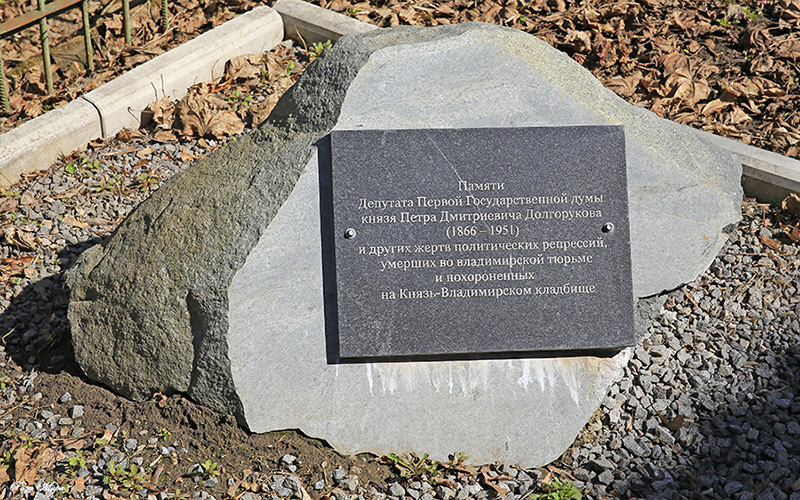 Памяти
Депутата Первой Государственной думы
князя Петра Дмитриевича Долгорукова
(1866 – 1951)
и других жертв политических репрессий,
умерших во владимирской тюрьме
и похороненных
на Князь-Владимирском кладбище